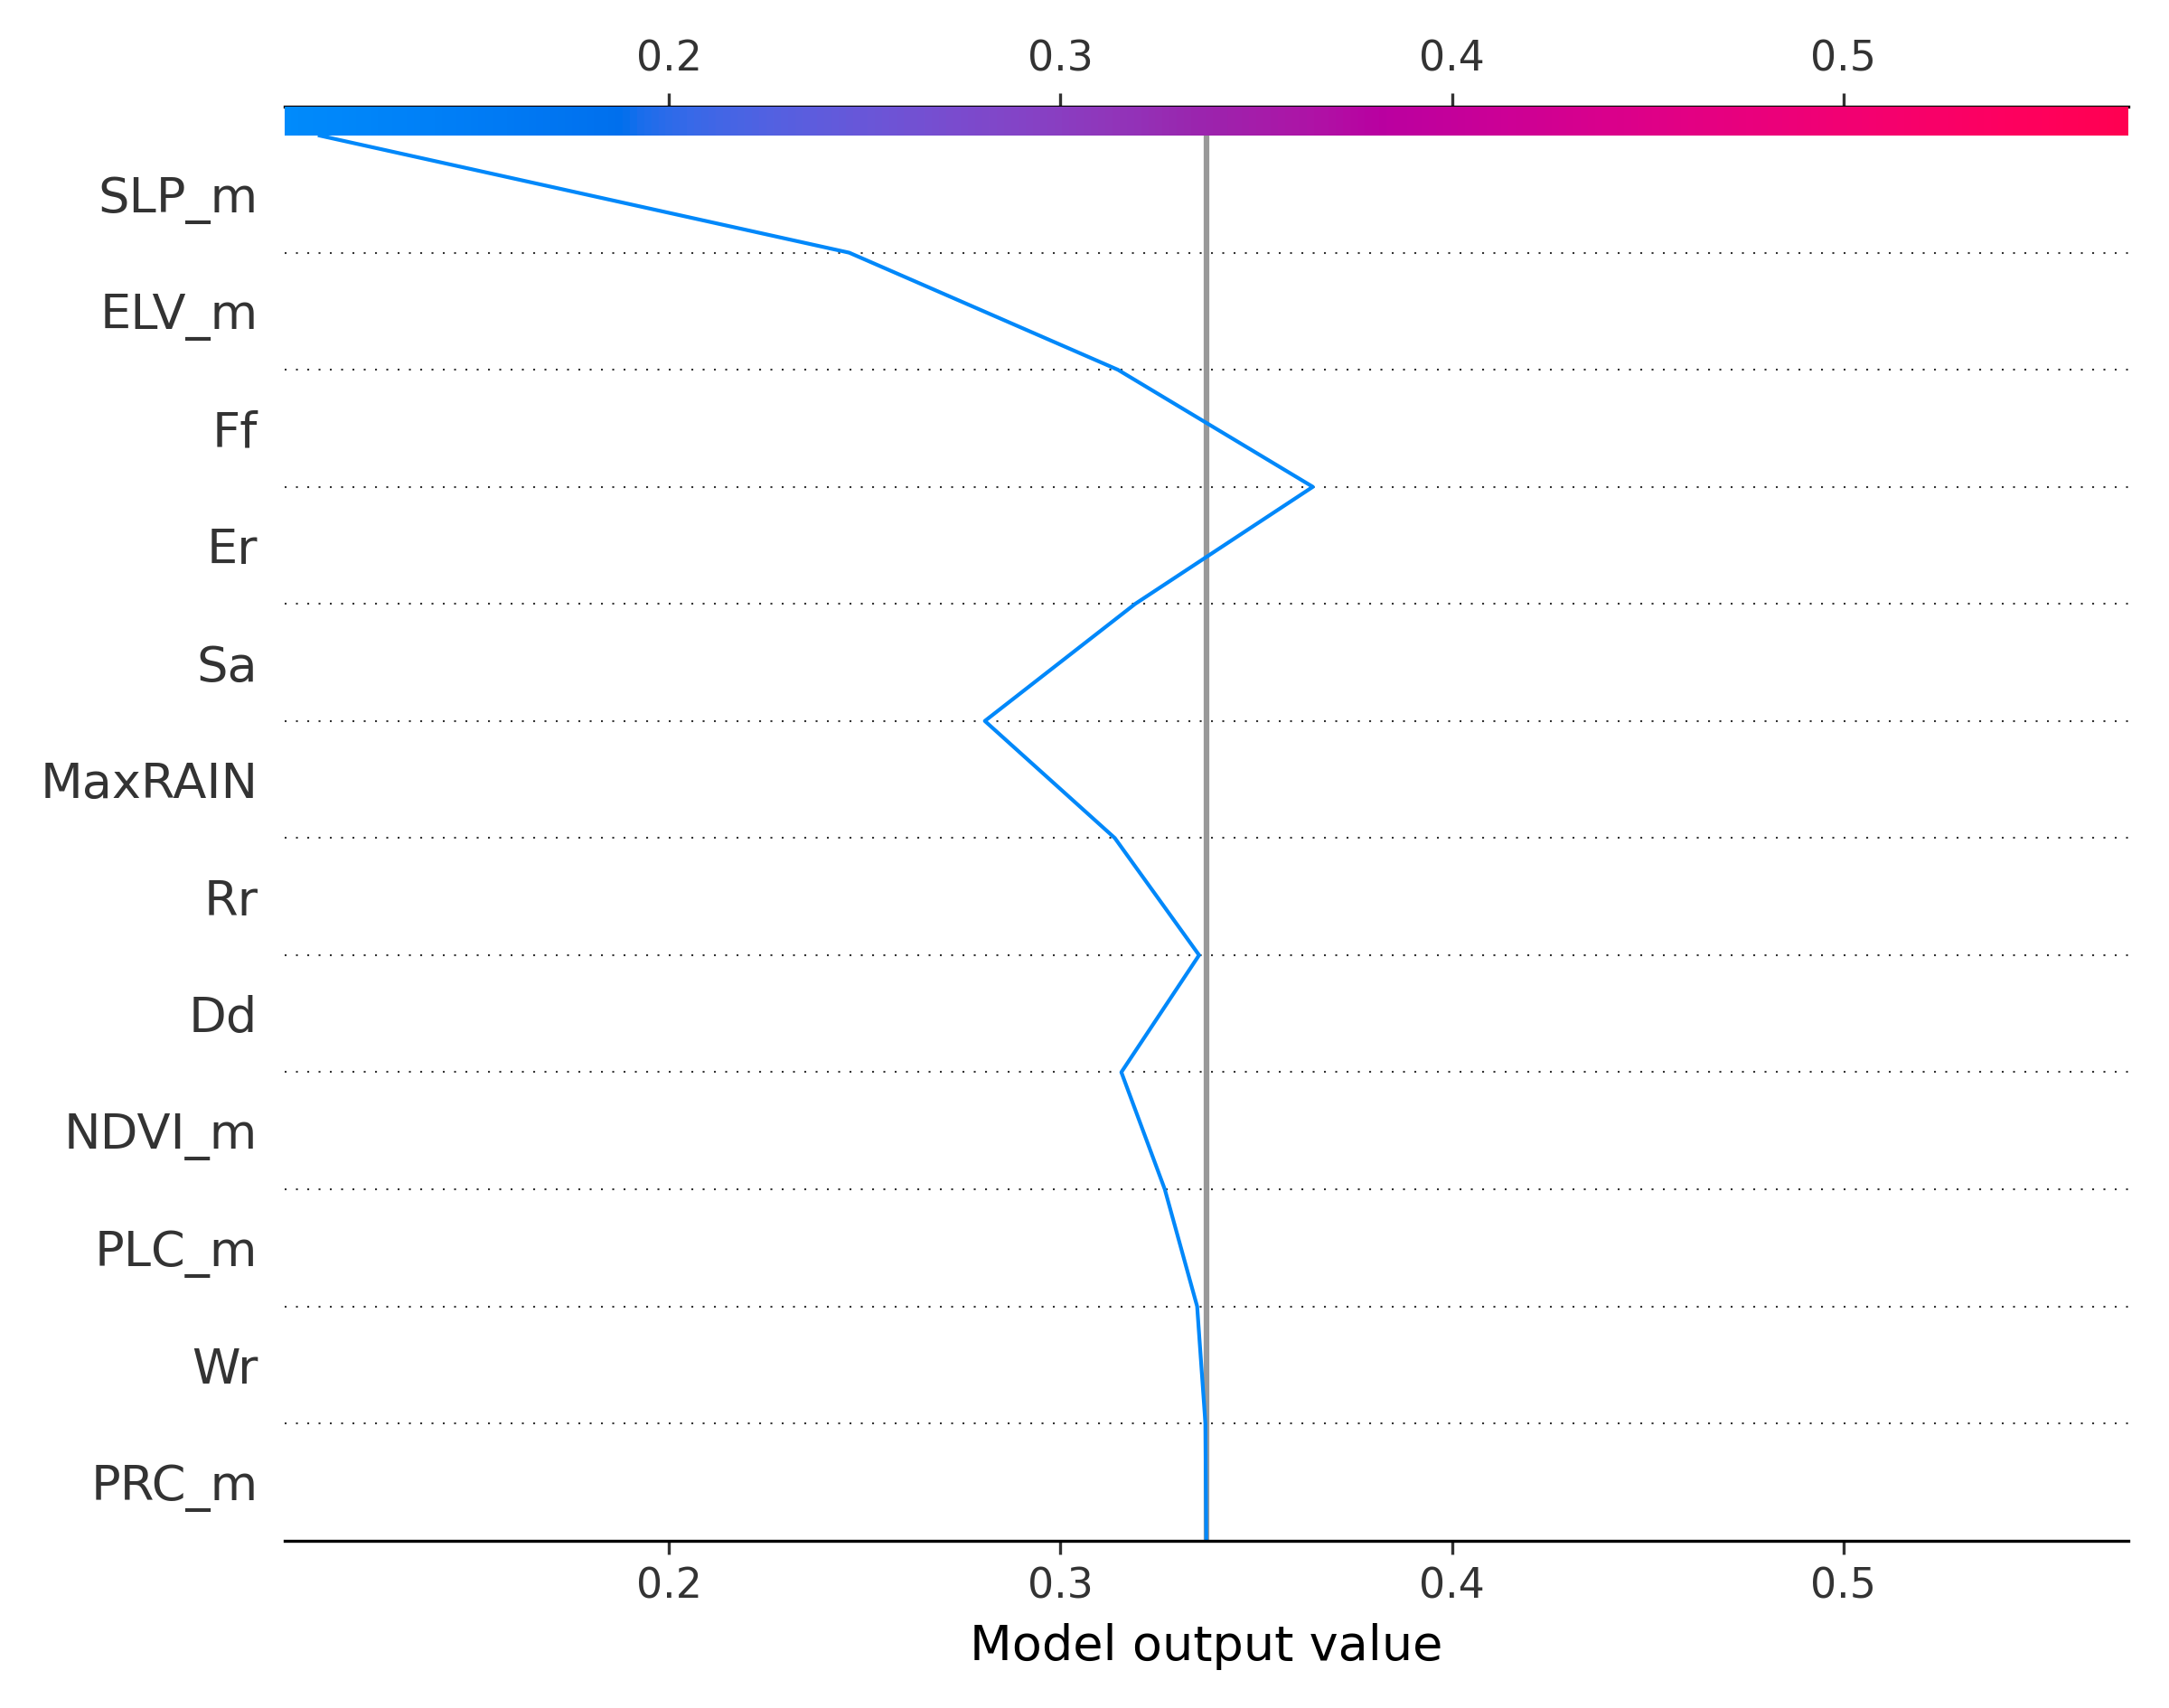 0.2 0.3 0.4 0.5
SLP_m
ELV_m
Ff
Er
Sa
MaxRAIN
Rr
Dd
NDVI_m
PLC_m
Wr
PRC_m
0.2 0.3 0.4 0.5
Model output value